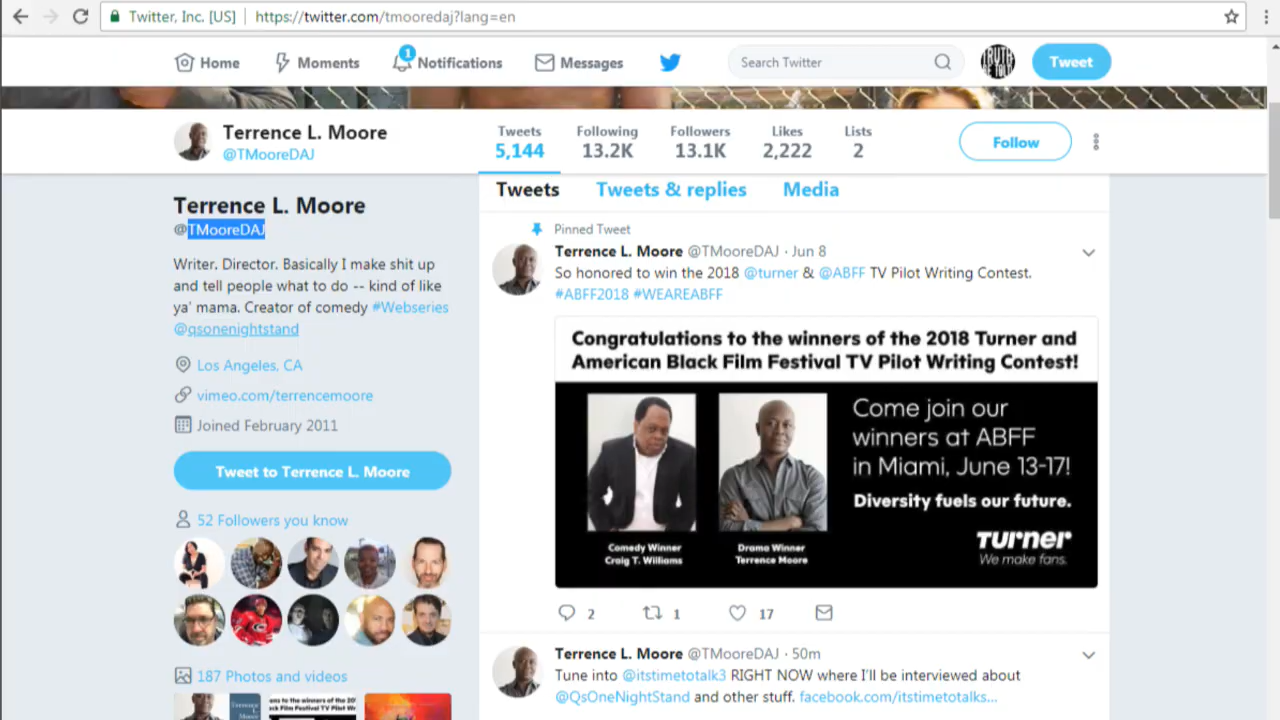 Twitter, Inc. [US]
https://twitter.com/tmooredaj?lang=en
Home
Moments
1
Notifications
Messages
Search Twitter
TRUTH
Tweet
Terrence L. Moore
@TMooreDAJ
Tweets
5,144
Following
13.2K
Followers
13.1K
Likes
2,222
Lists
2
Follow
Terrence L. Moore
@TMooreDAJ
Writer. Director. Basically I make shit up
and tell people what to do -- kind of like
ya' mama. Creator of comedy #Webseries
@qsonenightstand
Los Angeles, CA
vimeo.com/terrencemoore
Joined February 2011
Tweet to Terrence L. Moore
52 Followers you know
187 Photos and videos
Tweets
Tweets & replies
Media
Pinned Tweet
Terrence L. Moore @TMooreDAJ · Jun 8
So honored to win the 2018 @turner & @ABFF TV Pilot Writing Contest.
#ABFF2018 #WEAREABFF
Congratulations to the winners of the 2018 Turner and
American Black Film Festival TV Pilot Writing Contest!
Come join our
winners at ABFF
in Miami, June 13-17!
Diversity fuels our future.
Turner
We make fans.
Comedy Winner
Craig T. Williams
Drama Winner
Terrence Moore
2
1
17
Terrence L. Moore @TMooreDAJ · 50m
Tune into @itstimetotalk3 RIGHT NOW where I'll be interviewed about
@QsOneNightStand and other stuff. facebook.com/itstimetotalks...